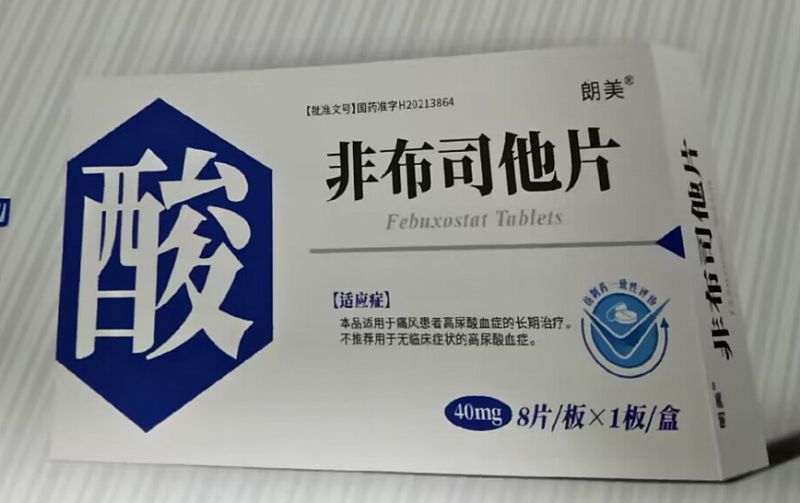 【批准文号】国药准字H20213864
朗美®
酸
非布司他片
Febuxostat Tablets
【适应症】
本品适用于痛风患者高尿酸血症的长期治疗。
不推荐用于无临床症状的高尿酸血症。
仿制药一致性评价
40mg 8片/板×1板/盒
非布司他片